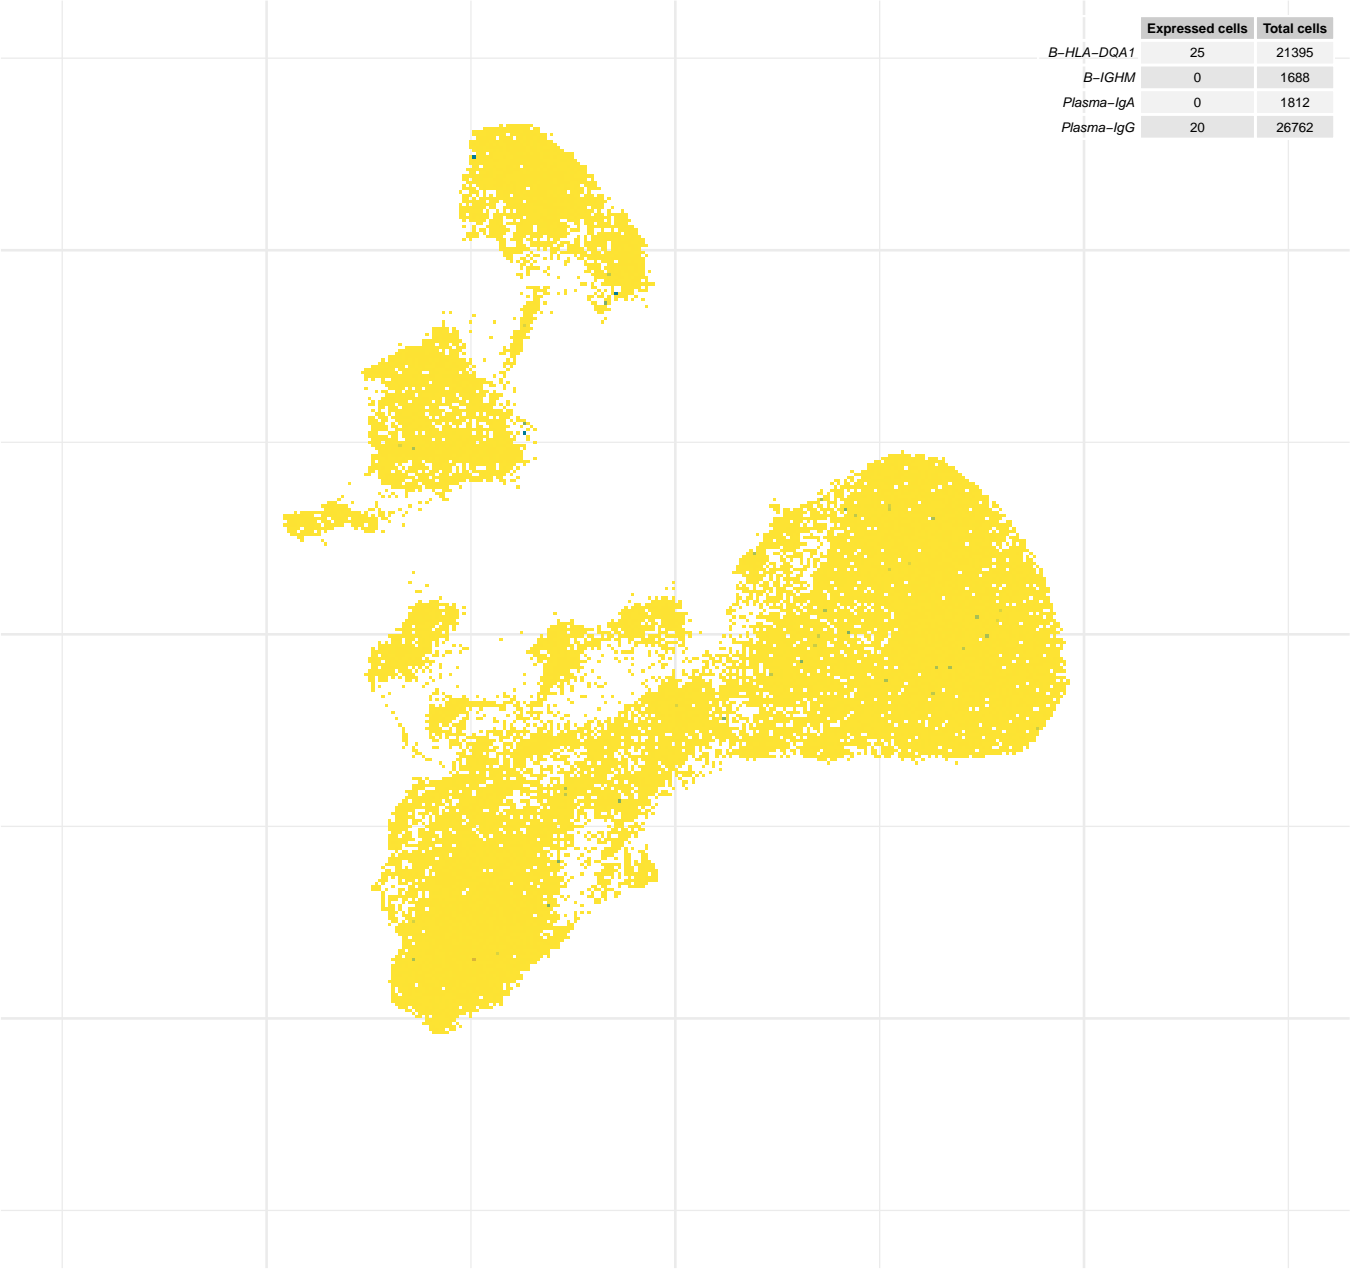 Expressed cells Total cells
B−HLA−DQA1 25 21395
B−IGHM 0 1688
Plasma−IgA 0 1812
Plasma−IgG 20 26762